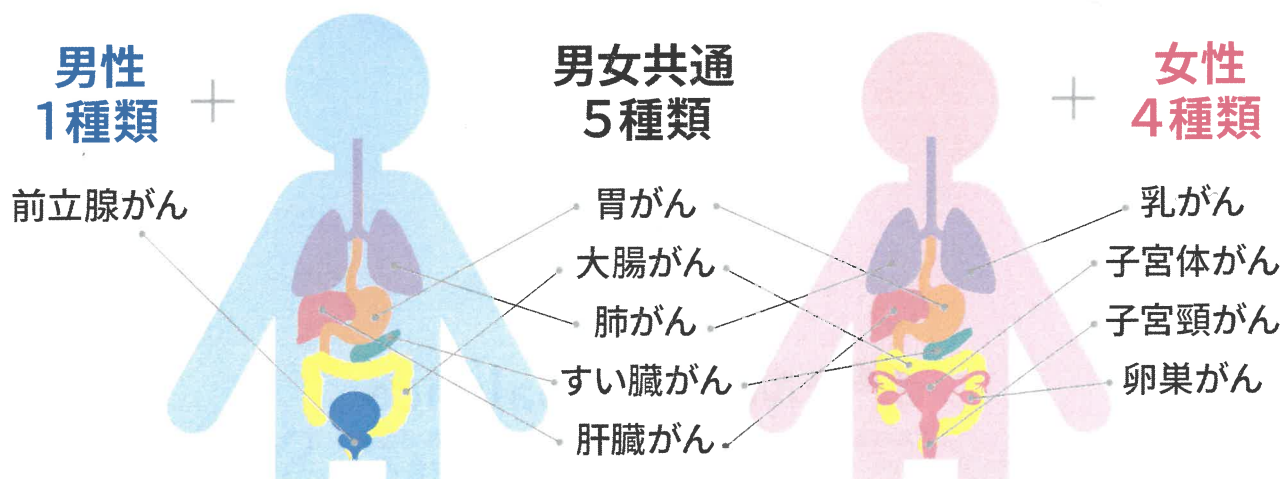 男性
1種類
+
前立腺がん
男女共通
5種類
胃がん
大腸がん
肺がん
すい臓がん
肝臓がん
+
女性
4種類
乳がん
子宮体がん
子宮頸がん
卵巣がん